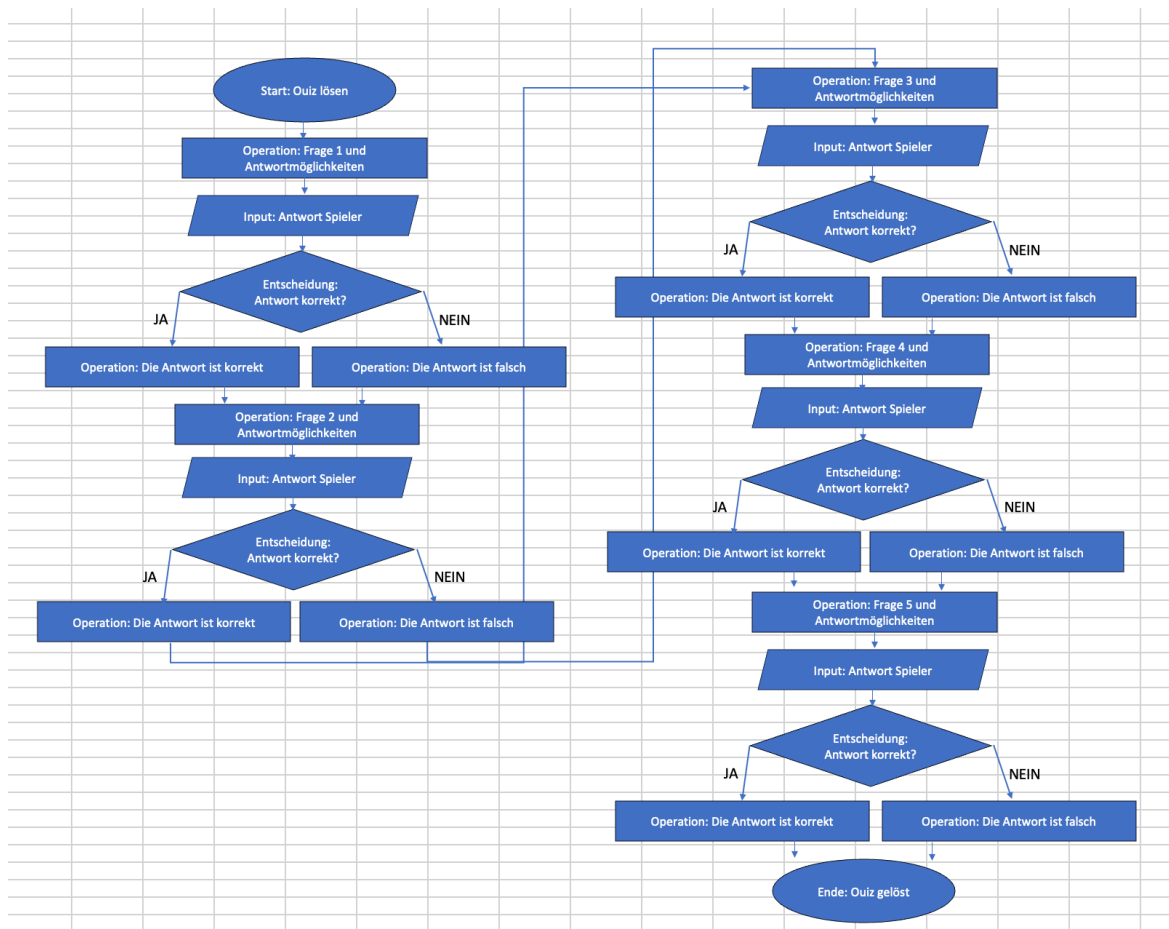 Start: Quiz lösen
Operation: Frage 1 und
Antwortmöglichkeiten
Input: Antwort Spieler
Entscheidung:
Antwort korrekt?
JA
NEIN
Operation: Die Antwort ist korrekt
Operation: Die Antwort ist falsch
Operation: Frage 2 und
Antwortmöglichkeiten
Input: Antwort Spieler
Entscheidung:
Antwort korrekt?
JA
NEIN
Operation: Die Antwort ist korrekt
Operation: Die Antwort ist falsch
Operation: Frage 3 und
Antwortmöglichkeiten
Input: Antwort Spieler
Entscheidung:
Antwort korrekt?
JA
NEIN
Operation: Die Antwort ist korrekt
Operation: Die Antwort ist falsch
Operation: Frage 4 und
Antwortmöglichkeiten
Input: Antwort Spieler
Entscheidung:
Antwort korrekt?
JA
NEIN
Operation: Die Antwort ist korrekt
Operation: Die Antwort ist falsch
Operation: Frage 5 und
Antwortmöglichkeiten
Input: Antwort Spieler
Entscheidung:
Antwort korrekt?
JA
NEIN
Operation: Die Antwort ist korrekt
Operation: Die Antwort ist falsch
Ende: Quiz gelöst